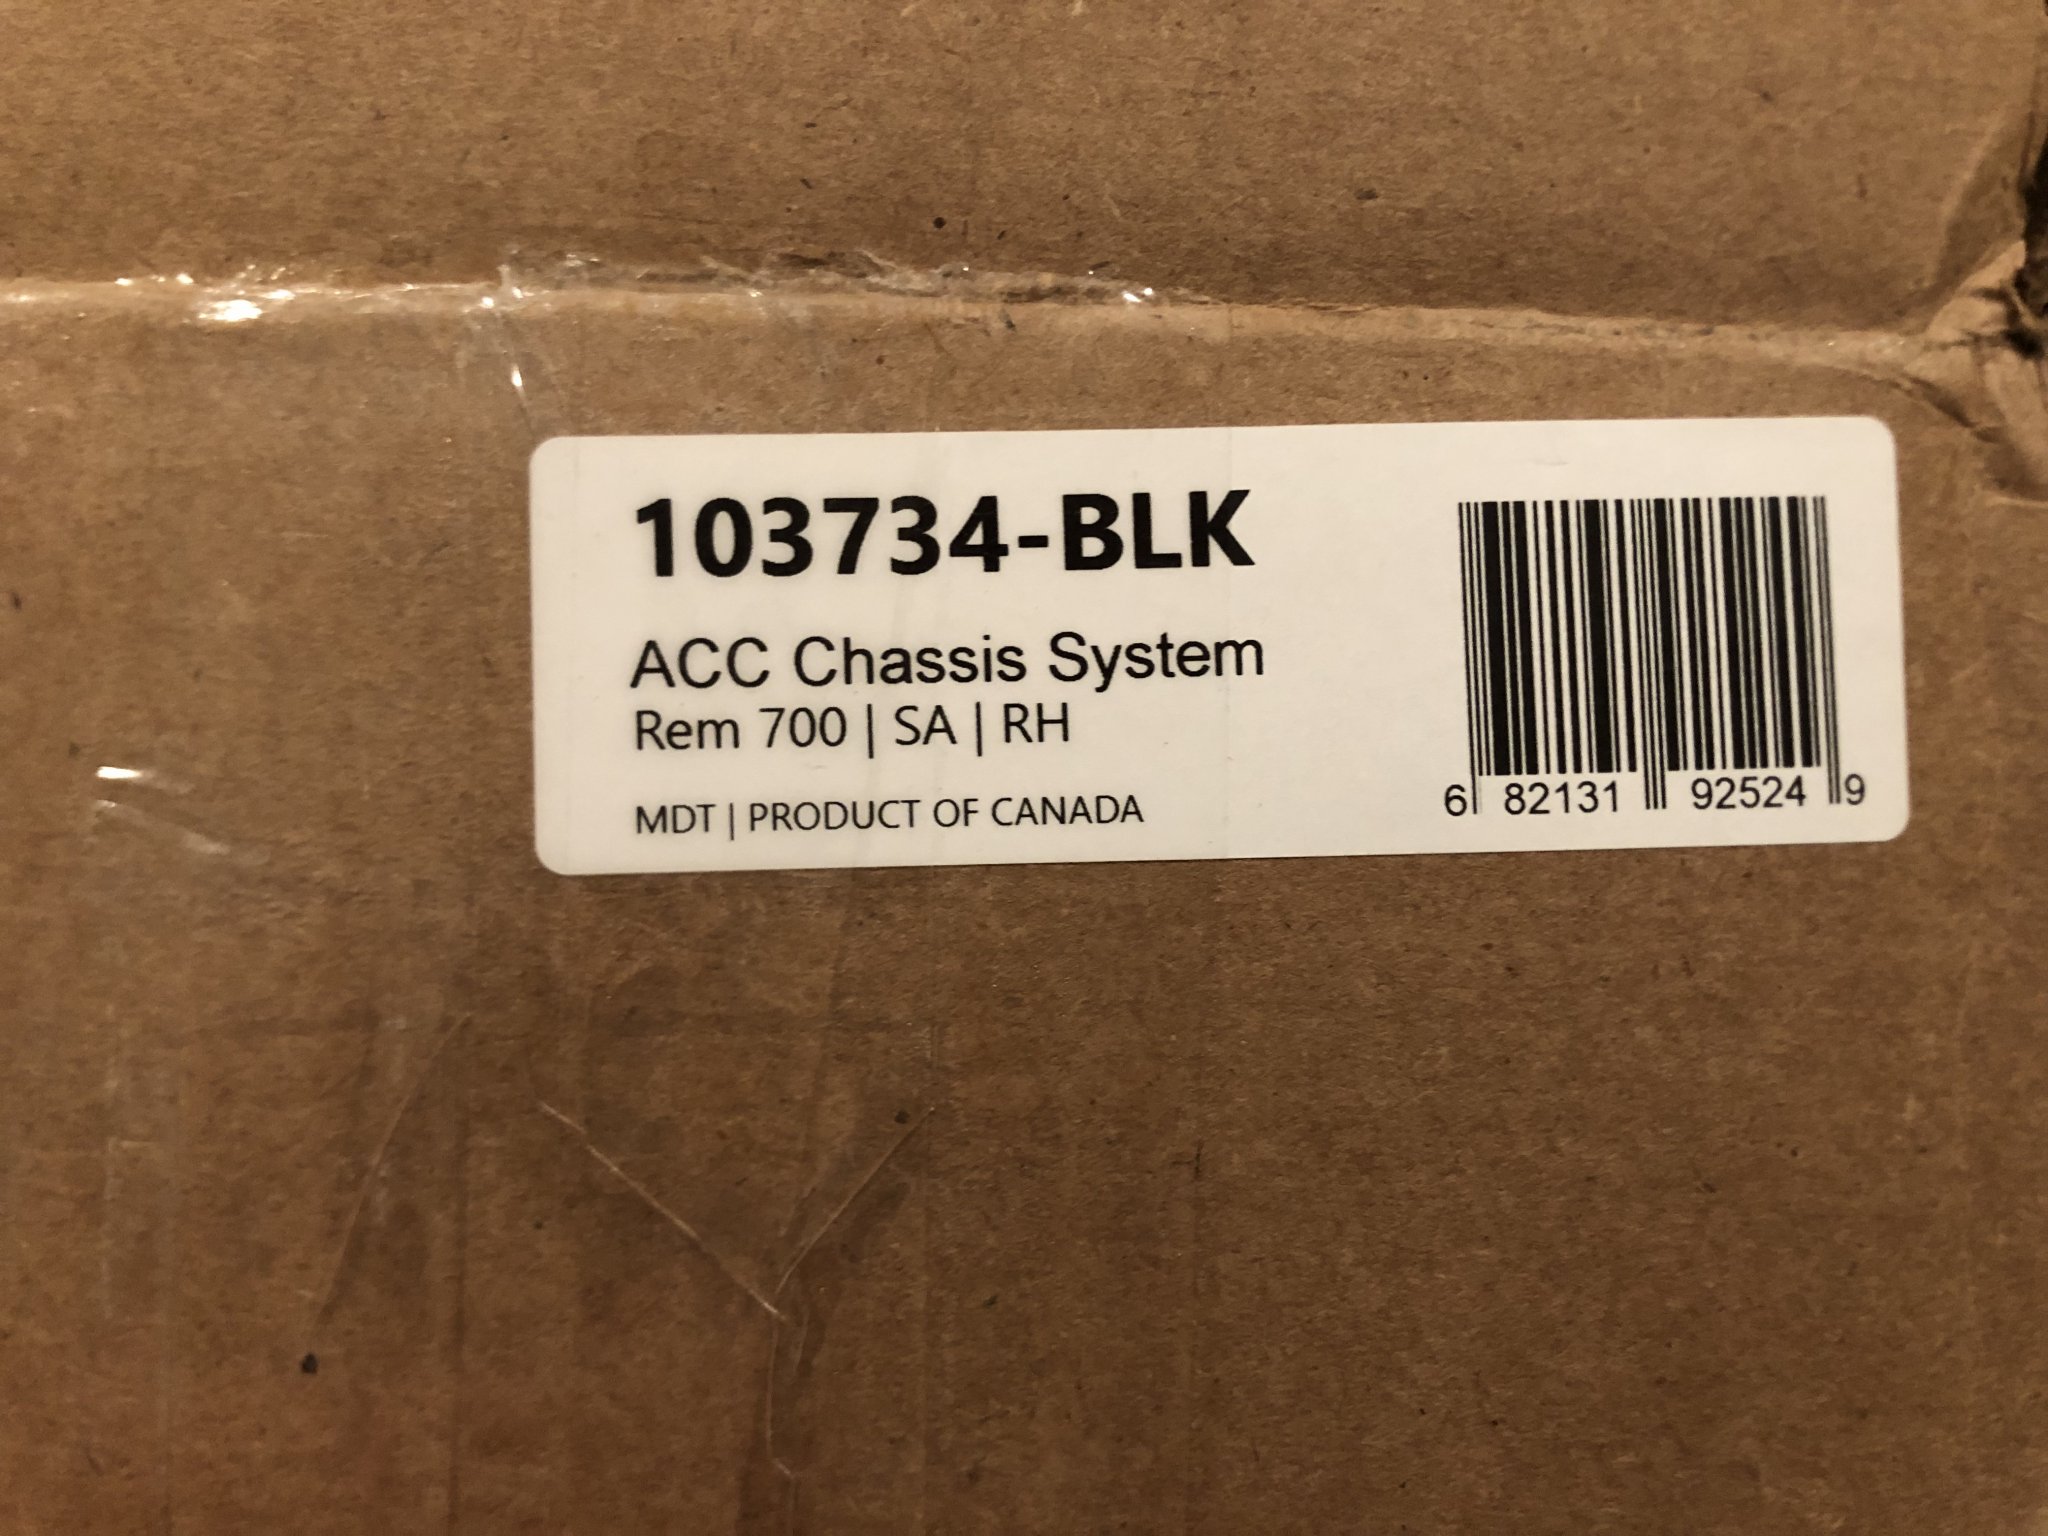 103734-BLK
ACC Chassis System
Rem 700 | SA | RH
MDT | PRODUCT OF CANADA
6 82131 92524 9